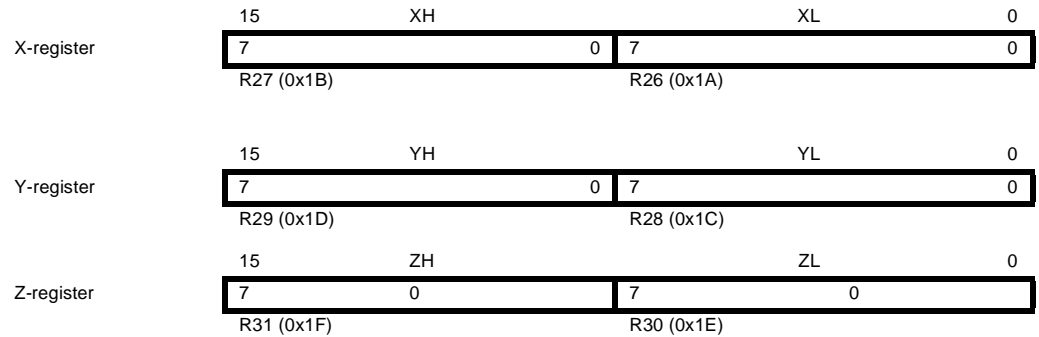 15 XH XL 0
X-register 7 0 7 0
R27 (0x1B) R26 (0x1A)
15 YH YL 0
Y-register 7 0 7 0
R29 (0x1D) R28 (0x1C)
15 ZH ZL 0
Z-register 7 0 7 0
R31 (0x1F) R30 (0x1E)